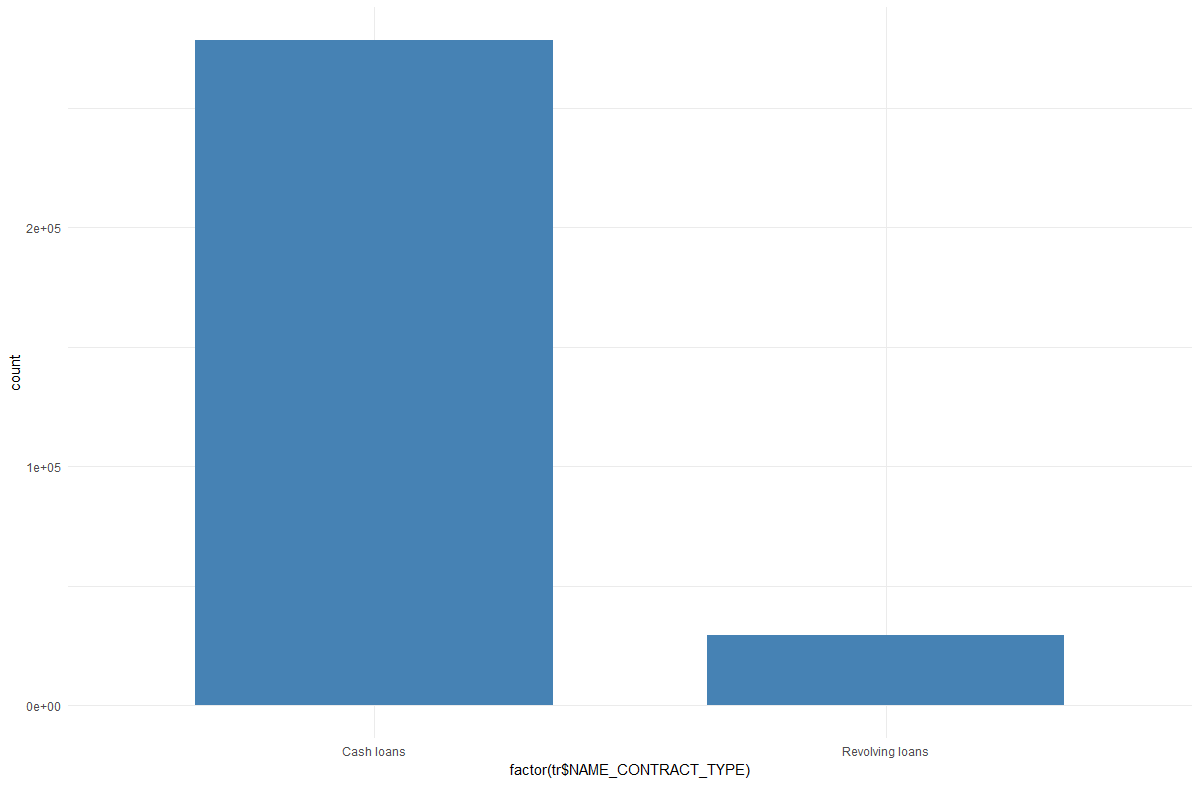 count
2e+05
1e+05
0e+00
Cash loans
Revolving loans
factor(tr$NAME_CONTRACT_TYPE)